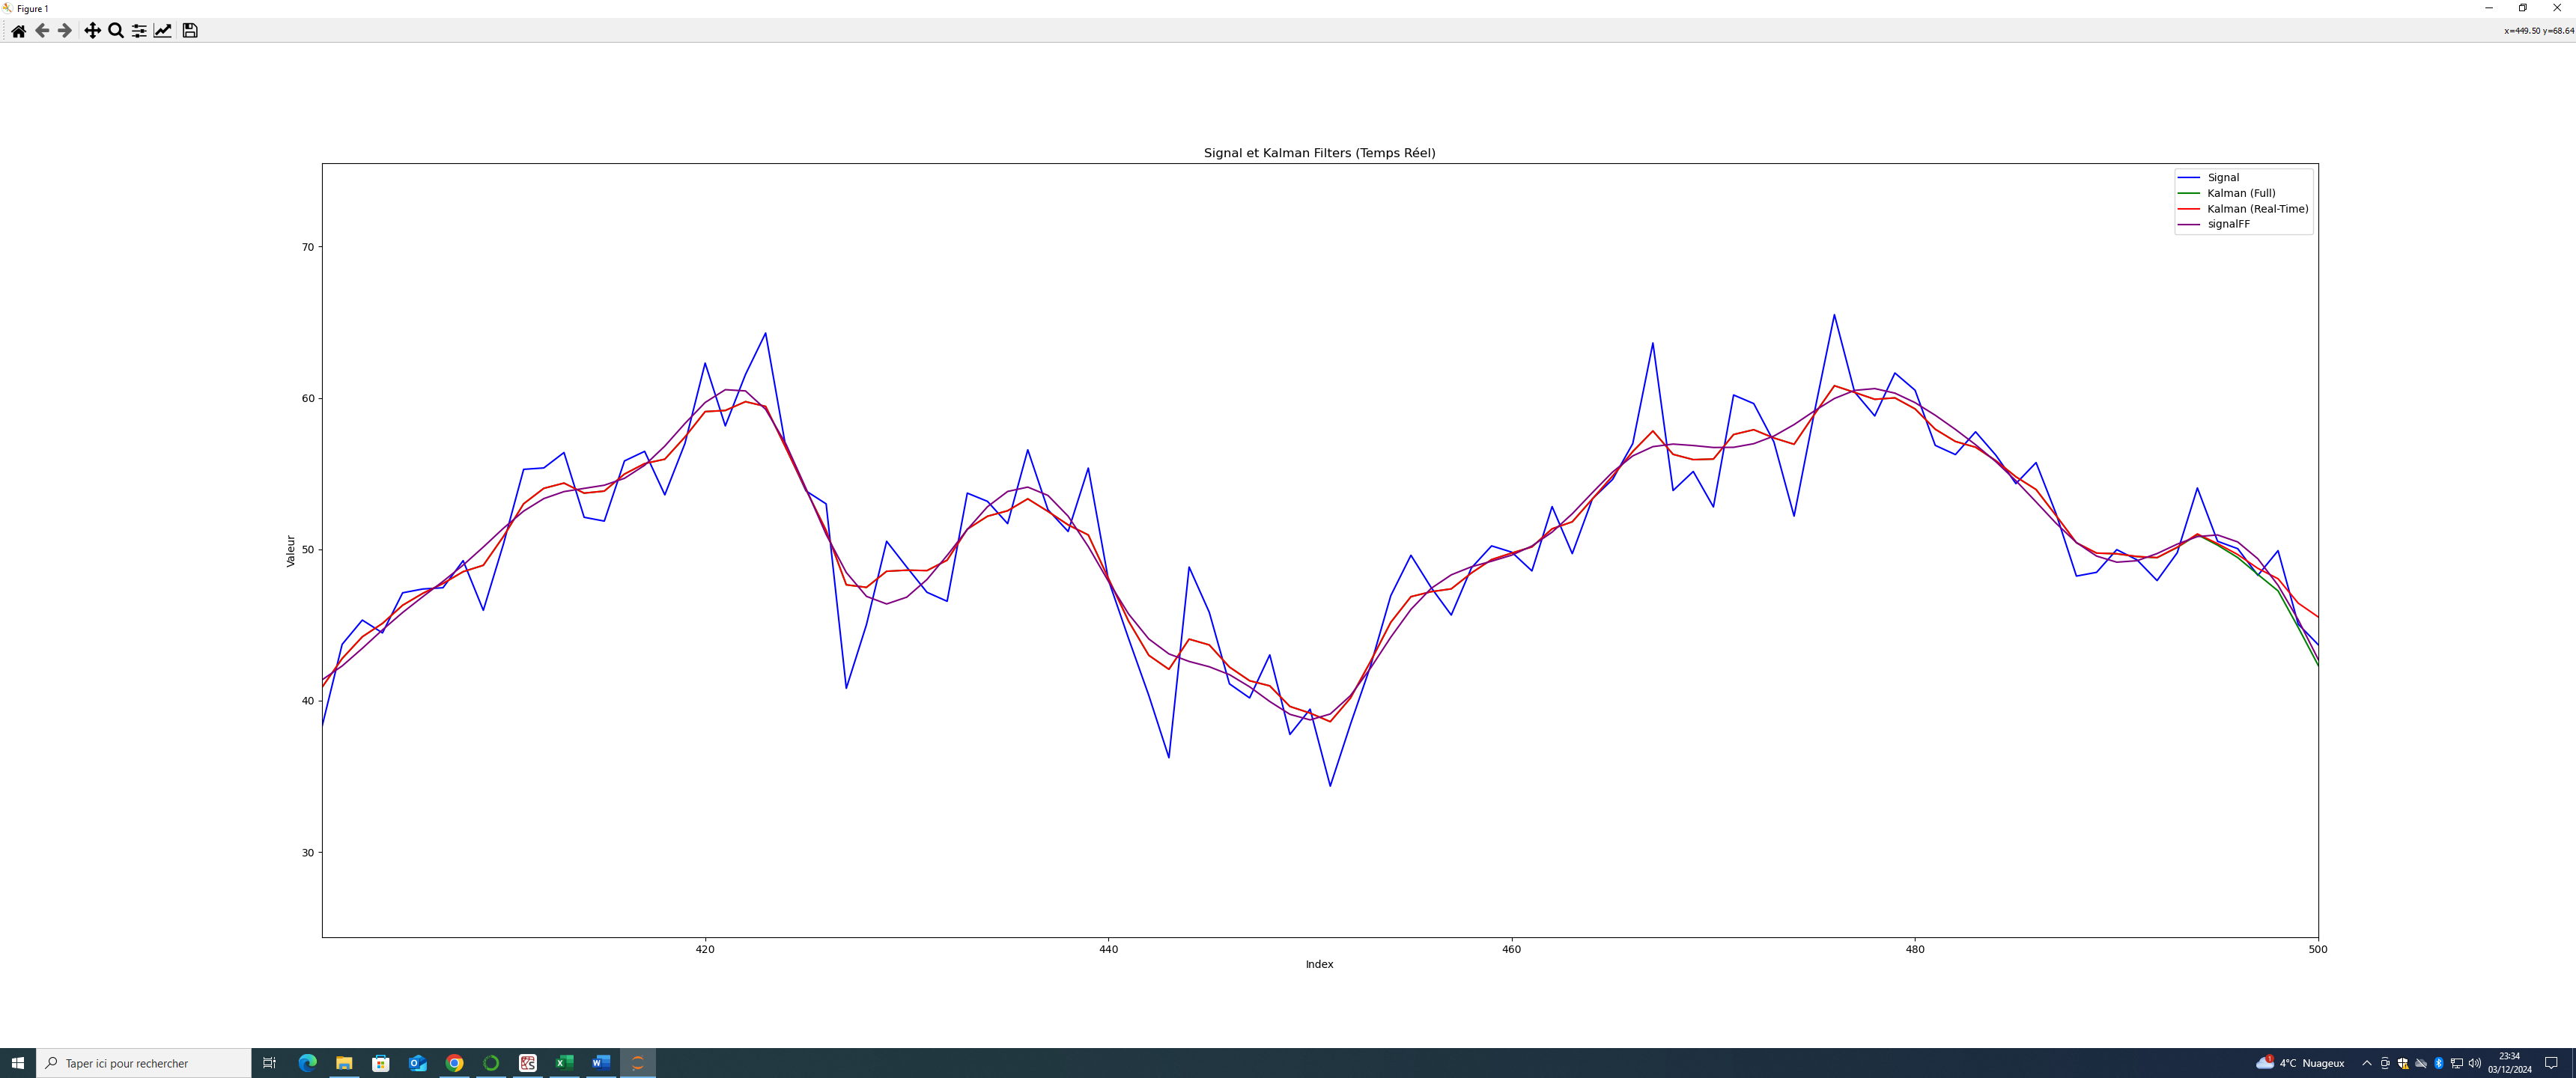 Figure 1
x=449.50 y=68.64
Signal et Kalman Filters (Temps Réel)
Signal
Kalman (Full)
Kalman (Real-Time)
signalFF
70
60
50
40
30
Valeur
420
440
460
480
500
Index
Taper ici pour rechercher
4°C Nuageux
23:34
03/12/2024